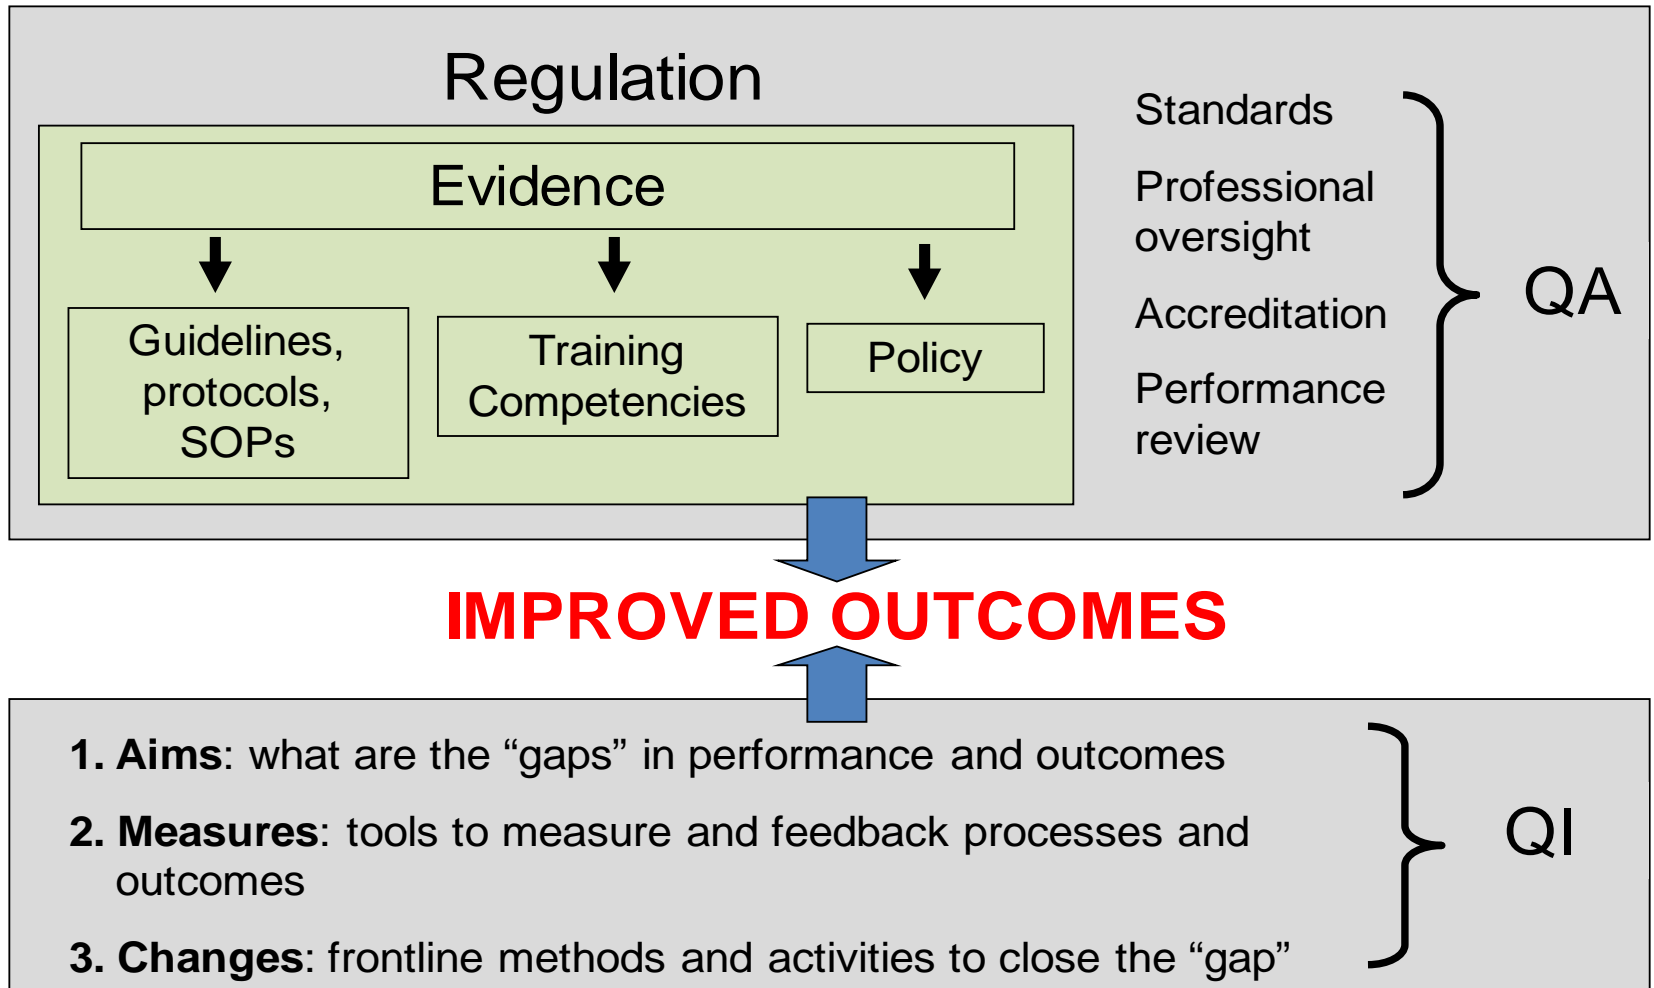 Regulation
Evidence
Guidelines,
protocols,
SOPs
Training
Competencies
Policy
Standards
Professional
oversight
Accreditation
Performance
review
QA
IMPROVED OUTCOMES
1. Aims: what are the “gaps” in performance and outcomes
2. Measures: tools to measure and feedback processes and
outcomes
3. Changes: frontline methods and activities to close the “gap”
QI